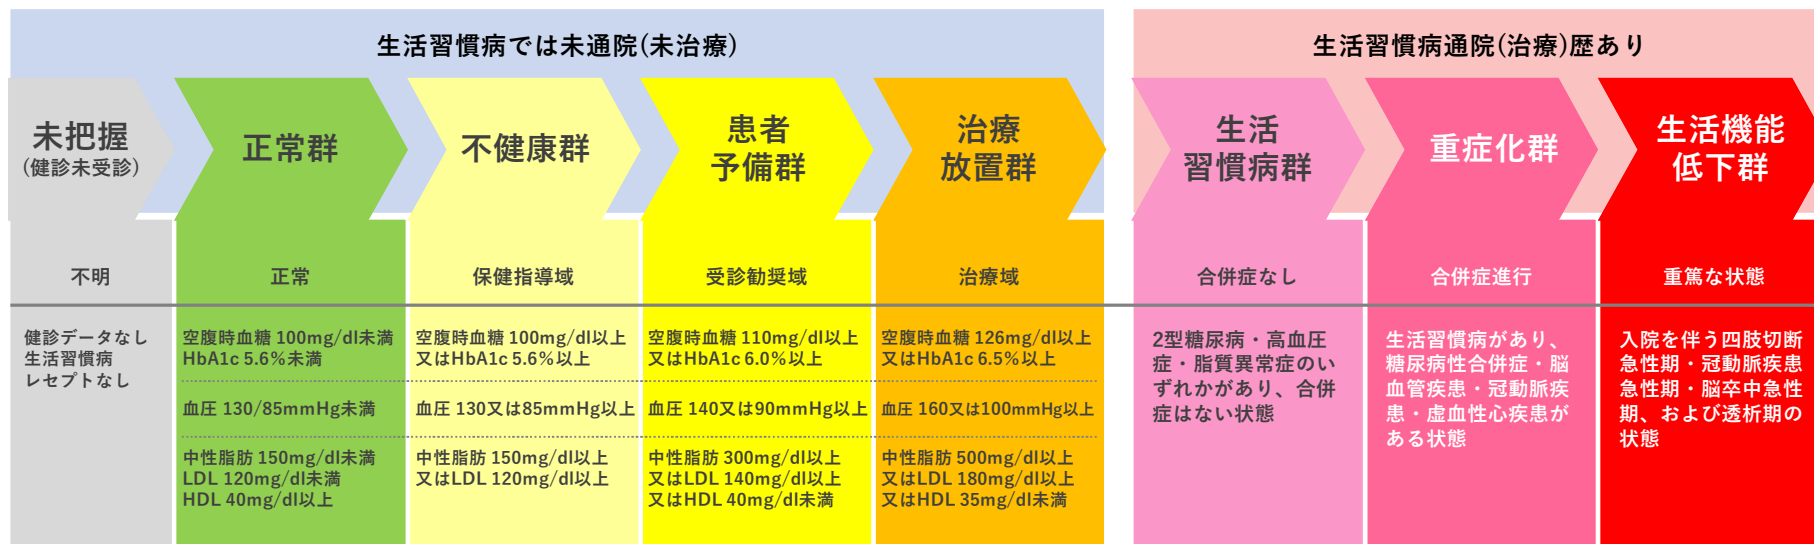 生活習慣病では未通院(未治療)
生活習慣病通院(治療)歴あり
未把握
(健診未受診)
正常群
不健康群
患者
予備群
治療
放置群
生活
習慣病群
重症化群
生活機能
低下群
不明
正常
保健指導域
受診勧奨域
治療域
合併症なし
合併症進行
重篤な状態
健診データなし
生活習慣病
レセプトなし
空腹時血糖 100mg/dl未満
HbA1c 5.6%未満
血圧 130/85mmHg未満
中性脂肪 150mg/dl未満
LDL 120mg/dl未満
HDL 40mg/dl以上
空腹時血糖 100mg/dl以上
又はHbA1c 5.6%以上
血圧 130又は85mmHg以上
中性脂肪 150mg/dl以上
又はLDL 120mg/dl以上
空腹時血糖 110mg/dl以上
又はHbA1c 6.0%以上
血圧 140又は90mmHg以上
中性脂肪 300mg/dl以上
又はLDL 140mg/dl以上
又はHDL 40mg/dl未満
空腹時血糖 126mg/dl以上
又はHbA1c 6.5%以上
血圧 160又は100mmHg以上
中性脂肪 500mg/dl以上
又はLDL 180mg/dl以上
又はHDL 35mg/dl未満
2型糖尿病・高血圧
症・脂質異常症のい
ずれかがあり、合併
症はない状態
生活習慣病があり、
糖尿病性合併症・脳
血管疾患・冠動脈疾
患・虚血性心疾患が
ある状態
入院を伴う四肢切断
急性期・冠動脈疾患
急性期・脳卒中急性
期、および透析期の
状態